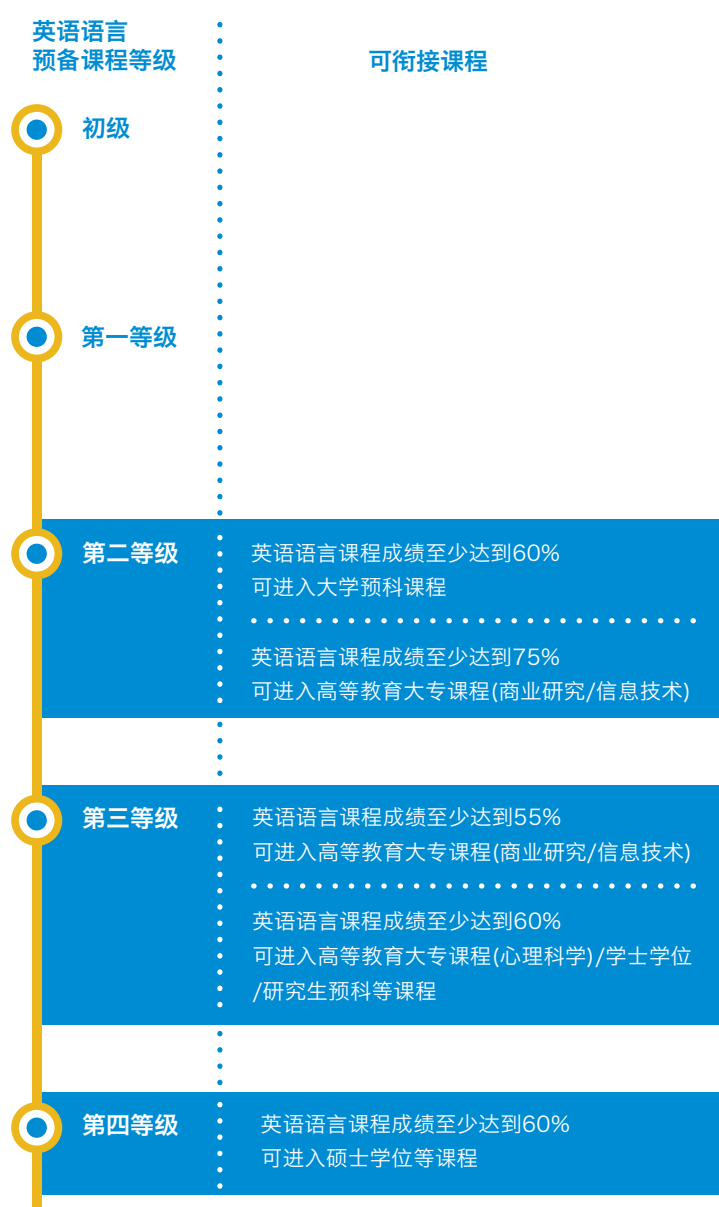 英语语言
预备课程等级
可衔接课程
初级
第一等级
第二等级
英语语言课程成绩至少达到60%
可进入大学预科课程
英语语言课程成绩至少达到75%
可进入高等教育大专课程(商业研究/信息技术)
第三等级
英语语言课程成绩至少达到55%
可进入高等教育大专课程(商业研究/信息技术)
英语语言课程成绩至少达到60%
可进入高等教育大专课程(心理科学)/学士学位
/研究生预科等课程
第四等级
英语语言课程成绩至少达到60%
可进入硕士学位等课程